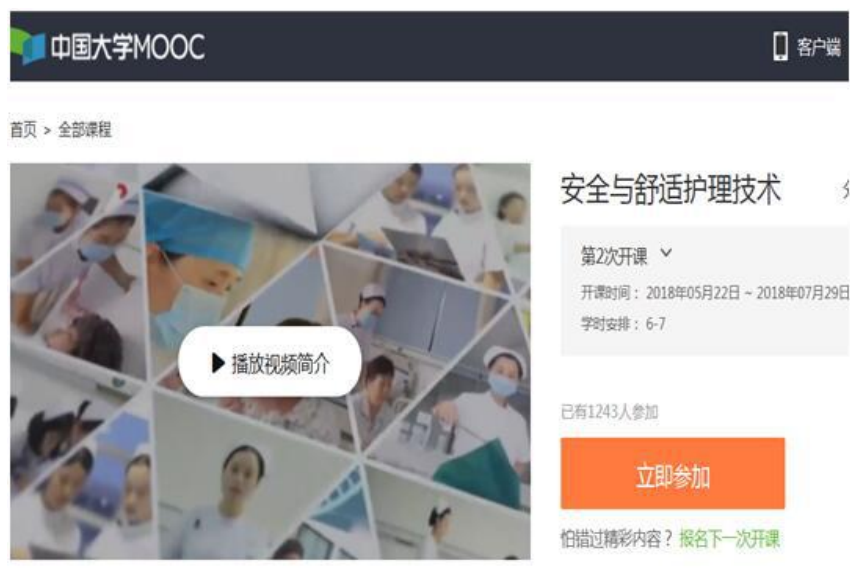 中国大学MOOC
客户端
首页 > 全部课程
安全与舒适护理技术
第2次开课
开课时间： 2018年05月22日 ~ 2018年07月29日
学时安排： 6-7
播放视频简介
已有1243人参加
立即参加
怕错过精彩内容？ 报名下一次开课